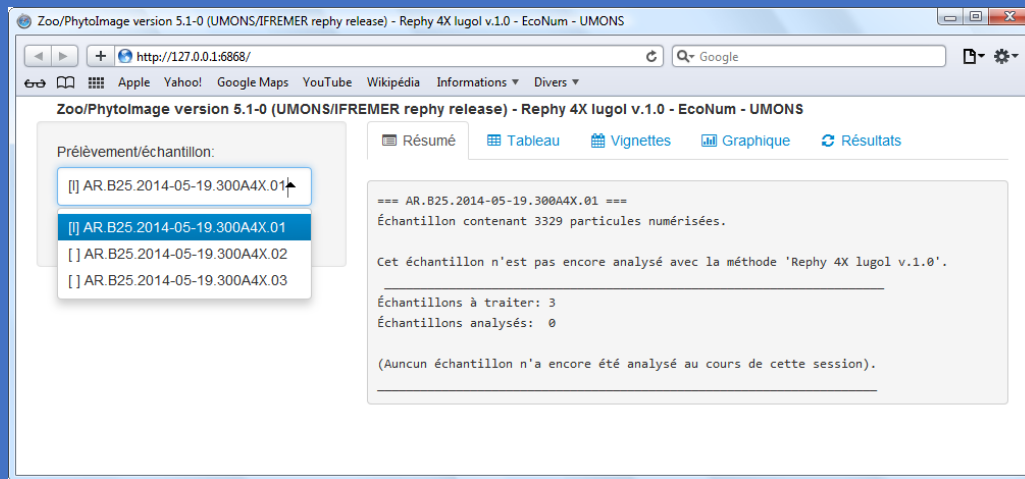 Zoo/PhytoImage version 5.1-0 (UMONS/IFREMER rephy release) - Rephy 4X lugol v.1.0 - EcoNum - UMONS
http://127.0.0.1:6868/
Google
Apple Yahoo! Google Maps YouTube Wikipédia Informations Divers
Zoo/PhytoImage version 5.1-0 (UMONS/IFREMER rephy release) - Rephy 4X lugol v.1.0 - EcoNum - UMONS
Prélèvement/échantillon:
[I] AR.B25.2014-05-19.300A4X.01
[I] AR.B25.2014-05-19.300A4X.01
[ ] AR.B25.2014-05-19.300A4X.02
[ ] AR.B25.2014-05-19.300A4X.03
Résumé Tableau Vignettes Graphique Résultats
=== AR.B25.2014-05-19.300A4X.01 ===
Échantillon contenant 3329 particules numérisées.
Cet échantillon n'est pas encore analysé avec la méthode 'Rephy 4X lugol v.1.0'.
Échantillons à traiter: 3
Échantillons analysés: 0
(Aucun échantillon n'a encore été analysé au cours de cette session).